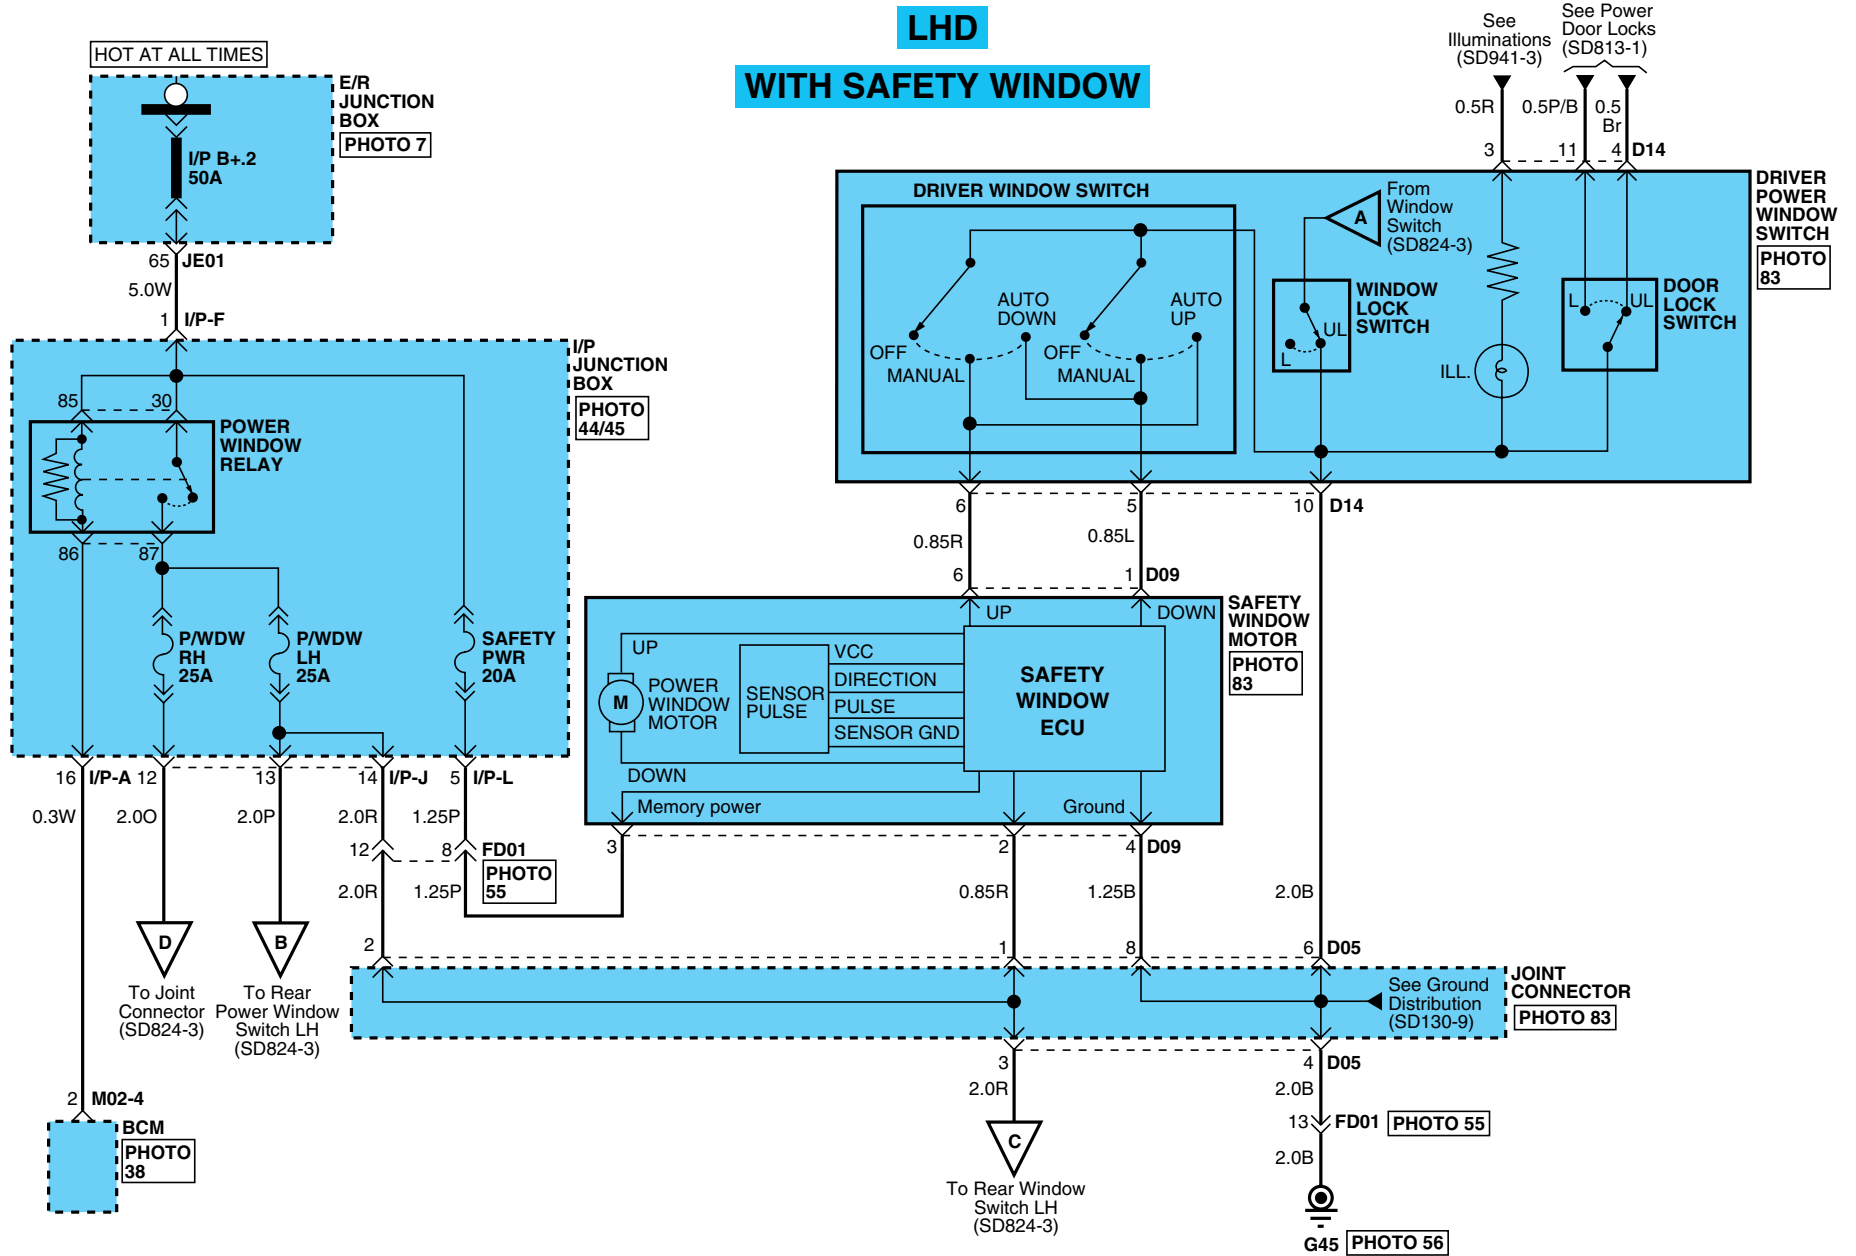 LHD
WITH SAFETY WINDOW
HOT AT ALL TIMES
E/R
JUNCTION
BOX
PHOTO 7
I/P B+.2
50A
65 JE01
5.0W
1 I/P-F
I/P
JUNCTION
BOX
PHOTO
44/45
85
30
POWER
WINDOW
RELAY
86
87
P/WDW
RH
25A
P/WDW
LH
25A
SAFETY
PWR
20A
16 I/P-A
12
13
14 I/P-J
5 I/P-L
0.3W
2.0O
2.0P
2.0R
1.25P
12
8 FD01
PHOTO
55
2.0R
1.25P
D
To Joint
Connector
(SD824-3)
B
To Rear
Power Window
Switch LH
(SD824-3)
2 M02-4
BCM
PHOTO
38
See
Illuminations
(SD941-3)
See Power
Door Locks
(SD813-1)
0.5R
0.5P/B
0.5
Br
3
11
4 D14
DRIVER
POWER
WINDOW
SWITCH
PHOTO
83
DRIVER WINDOW SWITCH
OFF
MANUAL
AUTO
DOWN
OFF
MANUAL
AUTO
UP
A
From
Window
Switch
(SD824-3)
WINDOW
LOCK
SWITCH
UL
L
ILL.
L
UL
DOOR
LOCK
SWITCH
6
5
10 D14
0.85R
0.85L
6
1 D09
SAFETY
WINDOW
MOTOR
PHOTO
83
UP
DOWN
UP
M
POWER
WINDOW
MOTOR
DOWN
SENSOR
PULSE
VCC
DIRECTION
PULSE
SENSOR GND
SAFETY
WINDOW
ECU
Memory power
Ground
3
2
4 D09
0.85R
1.25B
2.0B
2
1
8
6 D05
JOINT
CONNECTOR
PHOTO 83
See Ground
Distribution
(SD130-9)
3
4 D05
2.0R
2.0B
C
To Rear Window
Switch LH
(SD824-3)
13 FD01
PHOTO 55
2.0B
G45
PHOTO 56